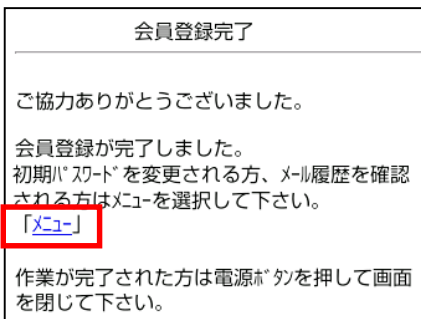 会員登録完了
ご協力ありがとうございました。
会員登録が完了しました。
初期ﾊﾟｽﾜｰﾄﾞを変更される方、ﾒｰﾙ履歴を確認
される方はﾒﾆｭｰを選択して下さい。
「ﾒﾆｭｰ」
作業が完了された方は電源ﾎﾞﾀﾝを押して画面
を閉じて下さい。